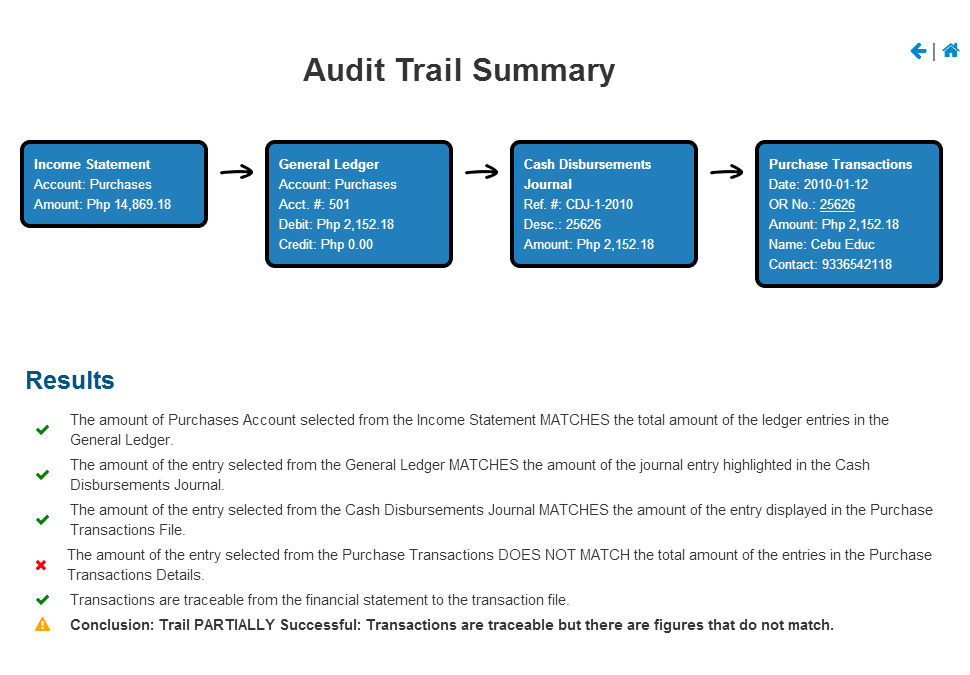 Audit Trail Summary
Income Statement
Account: Purchases
Amount: Php 14,869.18
General Ledger
Account: Purchases
Acct. #: 501
Debit: Php 2,152.18
Credit: Php 0.00
Cash Disbursements
Journal
Ref. #: CDJ-1-2010
Desc.: 25626
Amount: Php 2,152.18
Purchase Transactions
Date: 2010-01-12
OR No.: 25626
Amount: Php 2,152.18
Name: Cebu Educ
Contact: 9336542118
Results
The amount of Purchases Account selected from the Income Statement MATCHES the total amount of the ledger entries in the
General Ledger.
The amount of the entry selected from the General Ledger MATCHES the amount of the journal entry highlighted in the Cash
Disbursements Journal.
The amount of the entry selected from the Cash Disbursements Journal MATCHES the amount of the entry displayed in the Purchase
Transactions File.
The amount of the entry selected from the Purchase Transactions DOES NOT MATCH the total amount of the entries in the Purchase
Transactions Details.
Transactions are traceable from the financial statement to the transaction file.
Conclusion: Trail PARTIALLY Successful: Transactions are traceable but there are figures that do not match.